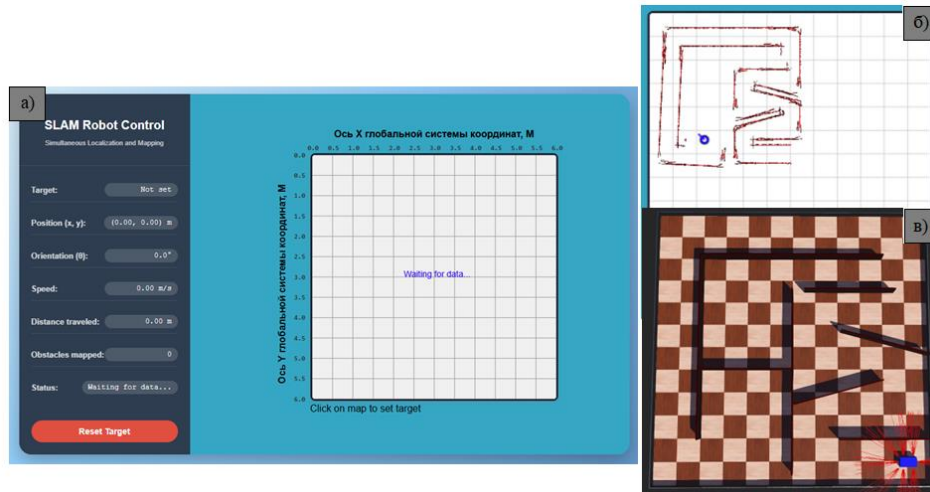 а)
SLAM Robot Control
Simultaneous Localization and Mapping
Target: Not set
Position (x, y): (0.00, 0.00) m
Orientation (θ): 0.0°
Speed: 0.00 m/s
Distance traveled: 0.00 m
Obstacles mapped: 0
Status: Waiting for data...
Reset Target
Ось X глобальной системы координат, М
0.0 0.5 1.0 1.5 2.0 2.5 3.0 3.5 4.0 4.5 5.0 5.5 6.0
Ось Y глобальной системы координат, М
0.0
0.5
1.0
1.5
2.0
2.5
3.0
3.5
4.0
4.5
5.0
5.5
6.0
Waiting for data...
Click on map to set target
б)
в)